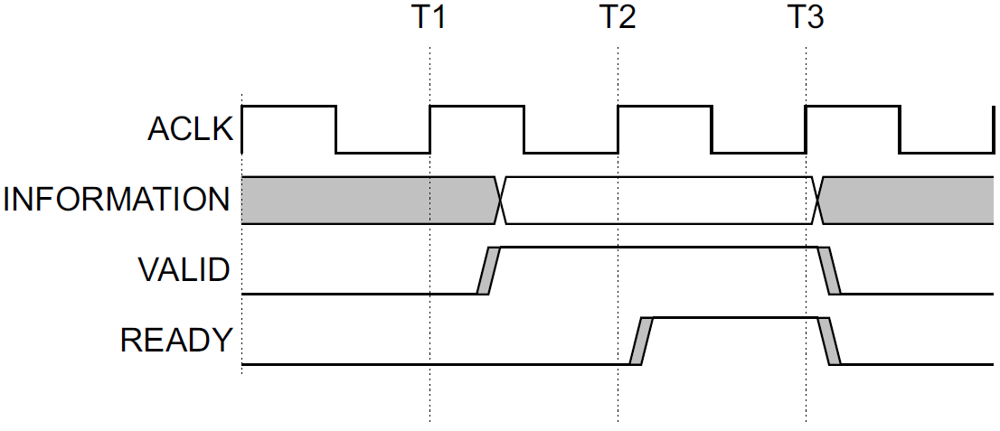 T1 T2 T3
ACLK
INFORMATION
VALID
READY